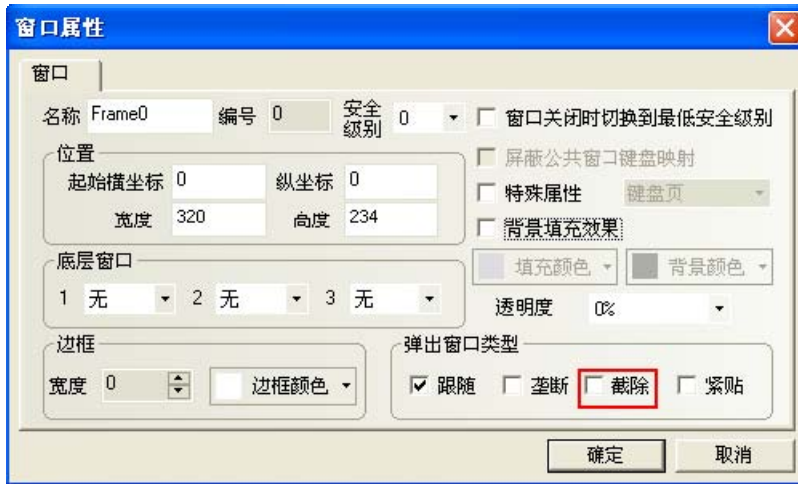 窗口属性
窗口
名称 Frame0 编号 0 安全级别 0 窗口关闭时切换到最低安全级别
位置
屏蔽公共窗口键盘映射
起始横坐标 0 纵坐标 0
特殊属性 键盘页
宽度 320 高度 234
背景填充效果
底层窗口
填充颜色 背景颜色
1 无 2 无 3 无
透明度 0%
边框
弹出窗口类型
宽度 0 边框颜色
跟随 垄断 截除 紧贴
确定 取消